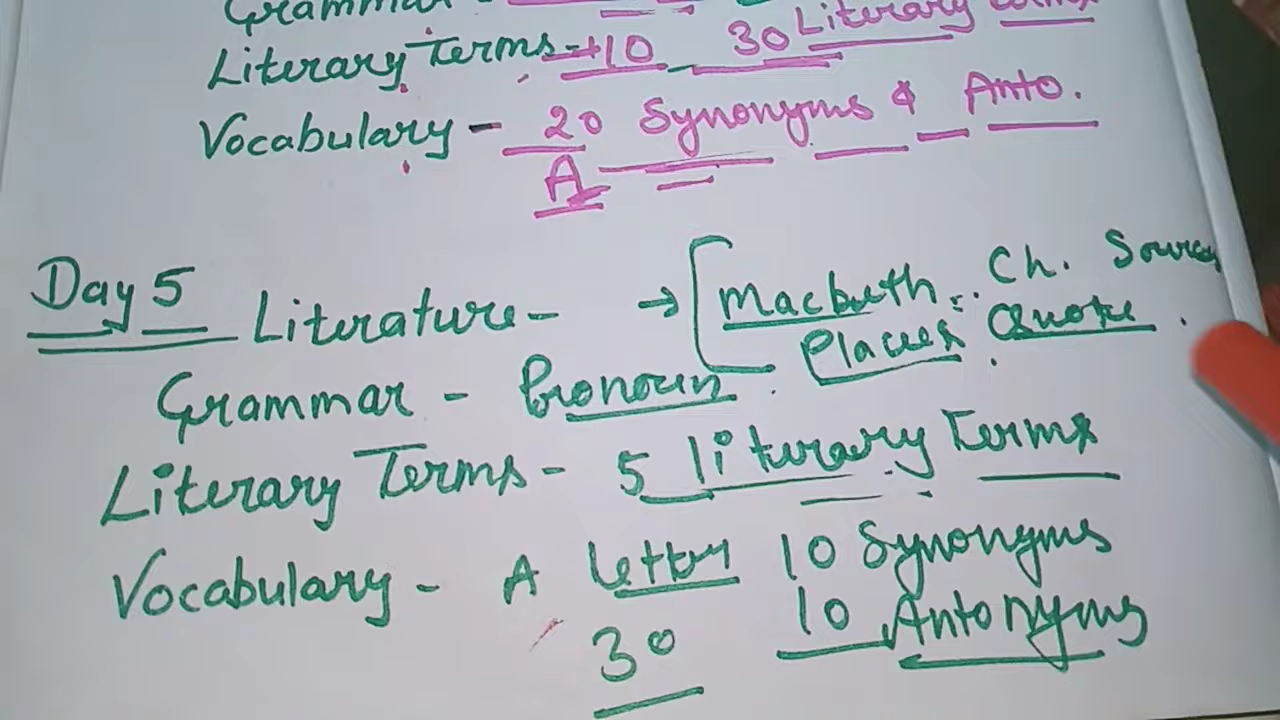 Grammar -
Literary Terms - +10 30 Literary
Vocabulary - 20 Synonyms & Anto.
A
Day 5
Literature - → [Macbeth Ch. Source
Places Quote.
Grammar - Pronoun.
Literary Terms - 5 literary Terms
Vocabulary - A letter 10 Synonyms
30 10 Antonyms